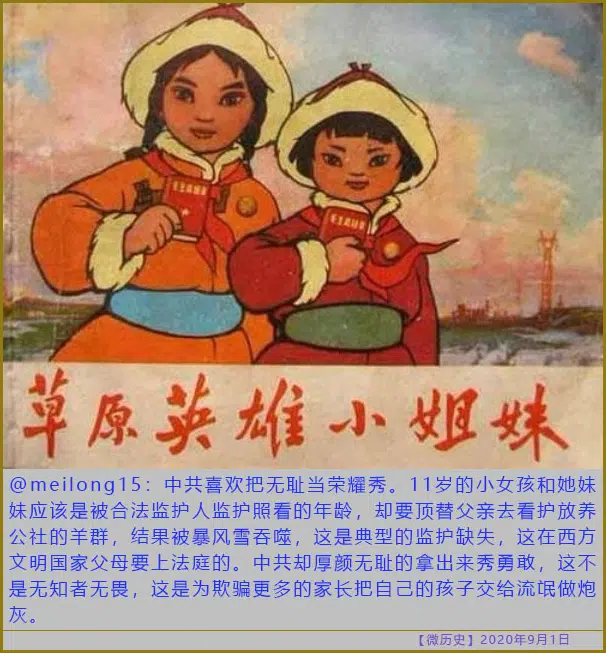 草原英雄小姐妹
@meilong15：中共喜欢把无耻当荣耀秀。11岁的小女孩和她妹
妹应该是被合法监护人监护照看的年龄，却要顶替父亲去看护放养
公社的羊群，结果被暴风雪吞噬，这是典型的监护缺失，这在西方
文明国家父母要上法庭的。中共却厚颜无耻的拿出来秀勇敢，这不
是无知者无畏，这是为欺骗更多的家长把自己的孩子交给流氓做炮
灰。
【微历史】2020年9月1日